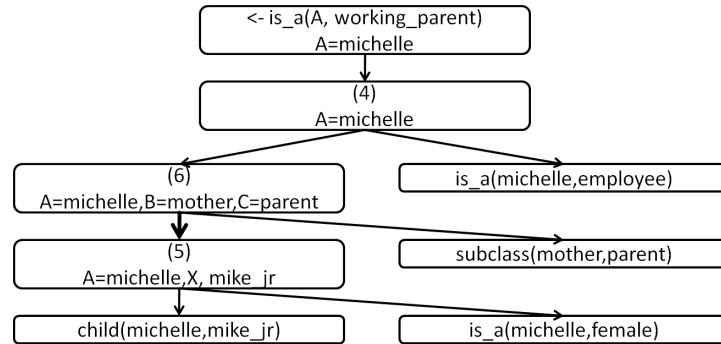 <- is_a(A, working_parent)
A=michelle
(4)
A=michelle
(6)
A=michelle,B=mother,C=parent
is_a(michelle,employee)
(5)
A=michelle,X, mike_jr
subclass(mother,parent)
child(michelle,mike_jr)
is_a(michelle,female)